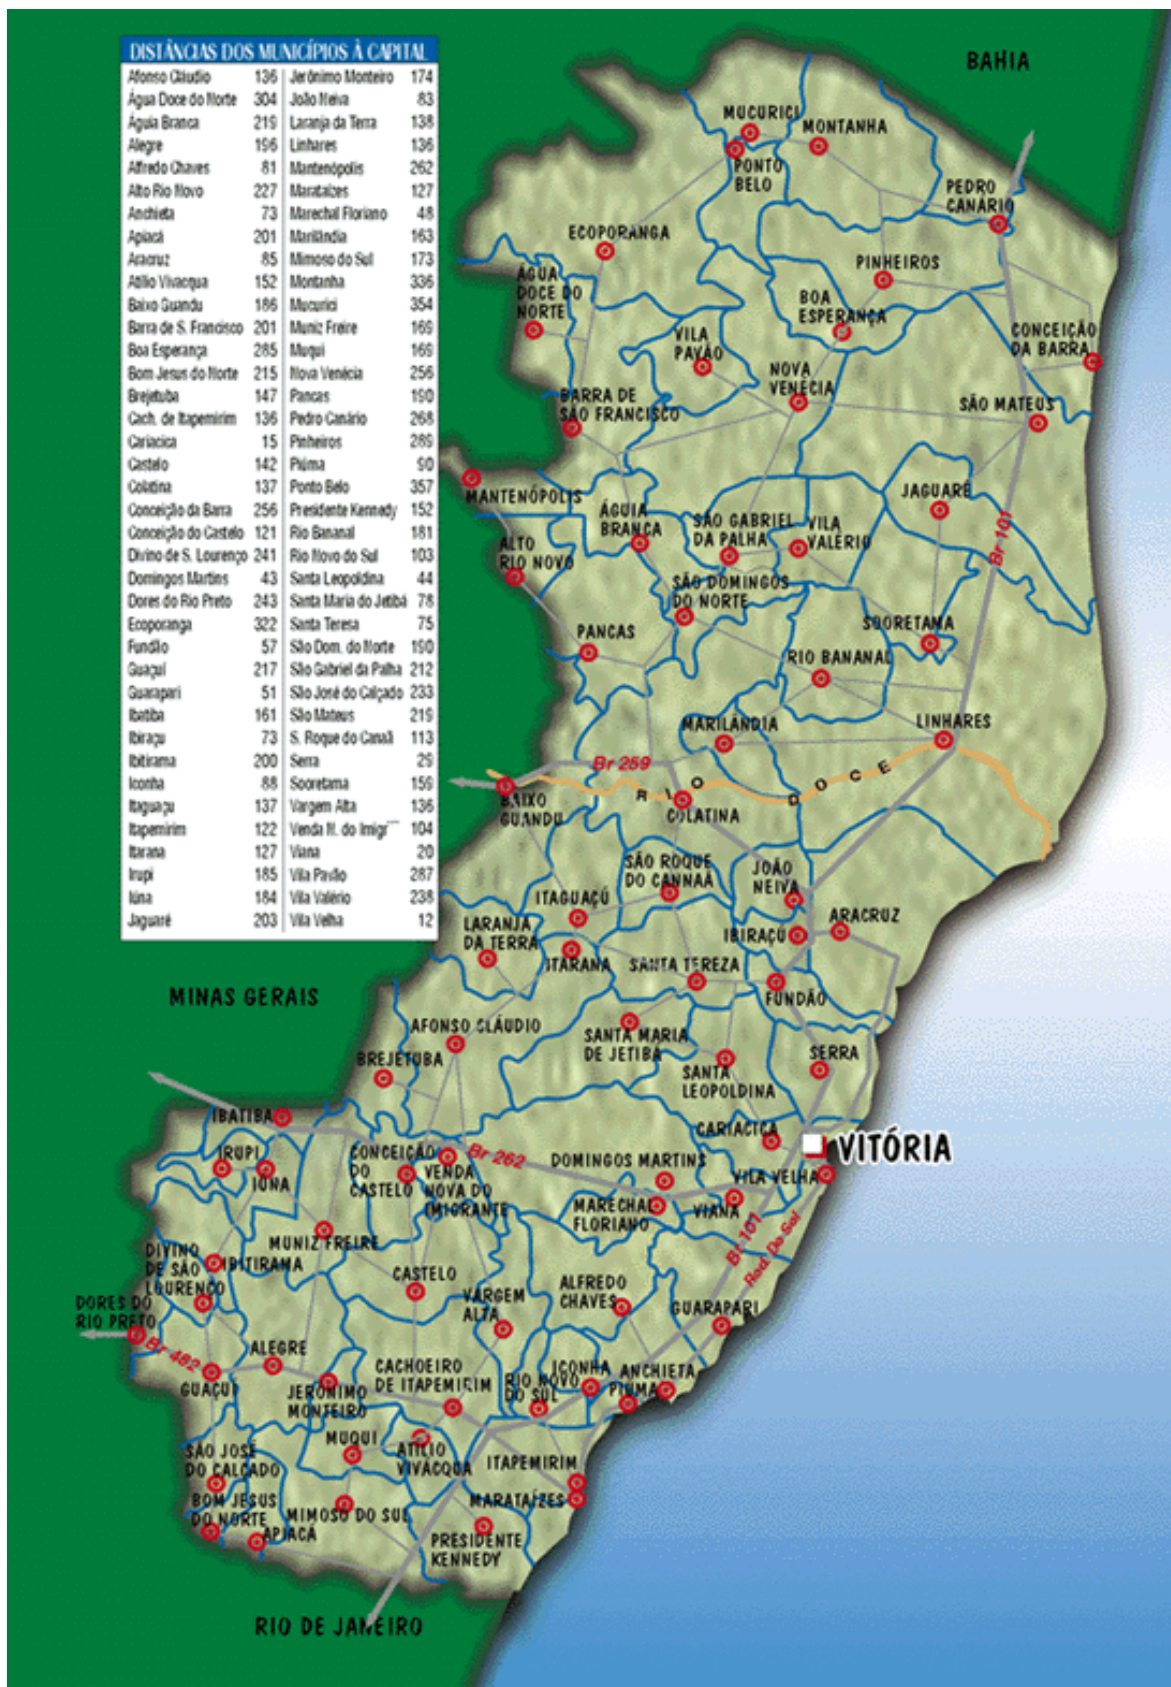 DISTÂNCIAS DOS MUNICÍPIOS À CAPITAL
Afonso Cláudio 136 Jerônimo Monteiro 174
Água Doce do Norte 304 João Neiva 83
Águia Branca 219 Laranja da Terra 138
Alegre 196 Linhares 136
Alfredo Chaves 81 Mantenópolis 262
Alto Rio Novo 227 Marataízes 127
Anchieta 73 Marechal Floriano 48
Apiacá 201 Marilândia 163
Aracruz 85 Mimoso do Sul 173
Atílio Vivacqua 152 Montanha 336
Baixo Guandu 186 Mucurici 354
Barra de S. Francisco 201 Muniz Freire 169
Boa Esperança 285 Muqui 169
Bom Jesus do Norte 215 Nova Venécia 256
Brejetuba 147 Pancas 190
Cach. de Itapemirim 136 Pedro Canário 268
Cariacica 15 Pinheiros 289
Castelo 142 Piúma 90
Colatina 137 Ponto Belo 357
Conceição da Barra 256 Presidente Kennedy 152
Conceição do Castelo 121 Rio Bananal 181
Divino de S. Lourenço 241 Rio Novo do Sul 103
Domingos Martins 43 Santa Leopoldina 44
Dores do Rio Preto 243 Santa Maria do Jetibá 78
Ecoporanga 322 Santa Teresa 75
Fundão 57 São Dom. do Norte 190
Guaçuí 217 São Gabriel da Palha 212
Guarapari 51 São José do Calçado 233
Ibatiba 161 São Mateus 219
Ibiraçu 73 S. Roque do Canaã 113
Ibitirama 200 Serra 29
Iconha 88 Sooretama 159
Itaguaçu 137 Vargem Alta 136
Itapemirim 122 Venda N. do Imigr 104
Itarana 127 Viana 20
Irupi 185 Vila Pavão 287
Iúna 184 Vila Valério 238
Jaguaré 203 Vila Velha 12
BAHIA
MUCURICI
MONTANHA
PONTO
BELO
PEDRO
CANÁRIO
ECOPORANGA
PINHEIROS
ÁGUA
DOCE DO
NORTE
BOA
ESPERANÇA
VILA
PAVÃO
CONCEIÇÃO
DA BARRA
NOVA
VENÉCIA
BARRA DE
SÃO FRANCISCO
SÃO MATEUS
MANTENÓPOLIS
JAGUARÉ
ÁGUIA
BRANCA
SÃO GABRIEL
DA PALHA
VILA
VALÉRIO
Br 101
ALTO
RIO NOVO
SÃO DOMINGOS
DO NORTE
SOORETAMA
PANCAS
RIO BANANAL
MARILÂNDIA
LINHARES
Br 259
RIO DOCE
BAIXO
GUANDU
COLATINA
SÃO ROQUE
DO CANNAÃ
JOÃO
NEIVA
ITAGUAÇÚ
ARACRUZ
LARANJA
DA TERRA
IBIRAÇÚ
ITARANA
SANTA TEREZA
FUNDÃO
MINAS GERAIS
AFONSO CLÁUDIO
SANTA MARIA
DE JETIBÁ
SERRA
BREJETUBA
SANTA
LEOPOLDINA
IBATIBA
CARIACICA
VITÓRIA
IRUPI
IÚNA
CONCEIÇÃO
DO
CASTELO
VENDA
NOVA DO
IMIGRANTE
Br 262
DOMINGOS MARTINS
VILA VELHA
MARECHAL
FLORIANO
VIANA
Br 101
Rod. Do Sol
MUNIZ FREIRE
DIVINO
DE SÃO
LOURENÇO
IBITIRAMA
CASTELO
VARGEM
ALTA
ALFREDO
CHAVES
GUARAPARI
DORES DO
RIO PRETO
Br 482
ALEGRE
GUAÇUI
JERÔNIMO
MONTEIRO
CACHOEIRO
DE ITAPEMIRIM
RIO NOVO
DO SUL
ICONHA
ANCHIETA
PIÚMA
MUQUI
ATÍLIO
VIVÁCQUA
ITAPEMIRIM
SÃO JOSÉ
DO CALÇADO
MARATAÍZES
BOM JESUS
DO NORTE
MIMOSO DO SUL
APIACÁ
PRESIDENTE
KENNEDY
RIO DE JANEIRO